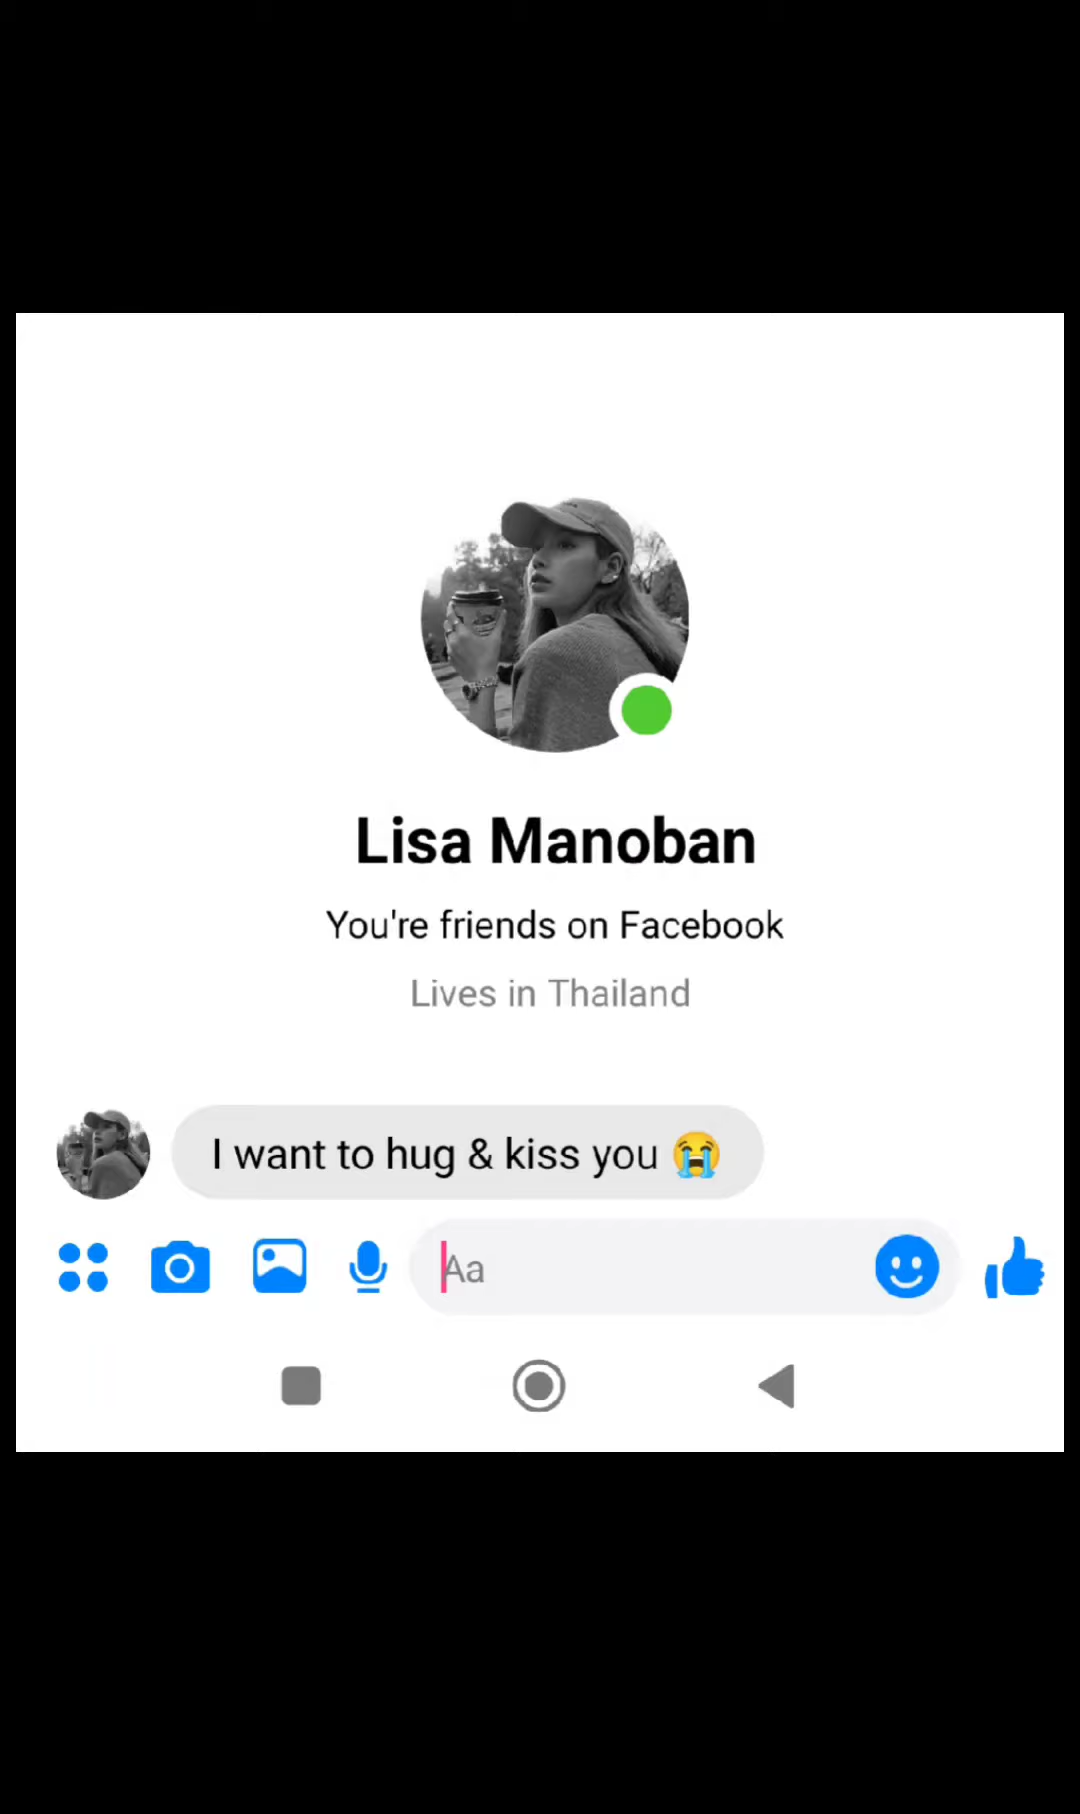 Lisa Manoban
You're friends on Facebook
Lives in Thailand
I want to hug & kiss you 😭
Aa